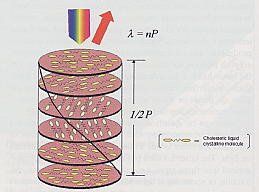 λ = nP
1/2 P
= Cholesteric liquid
crystalline molecule